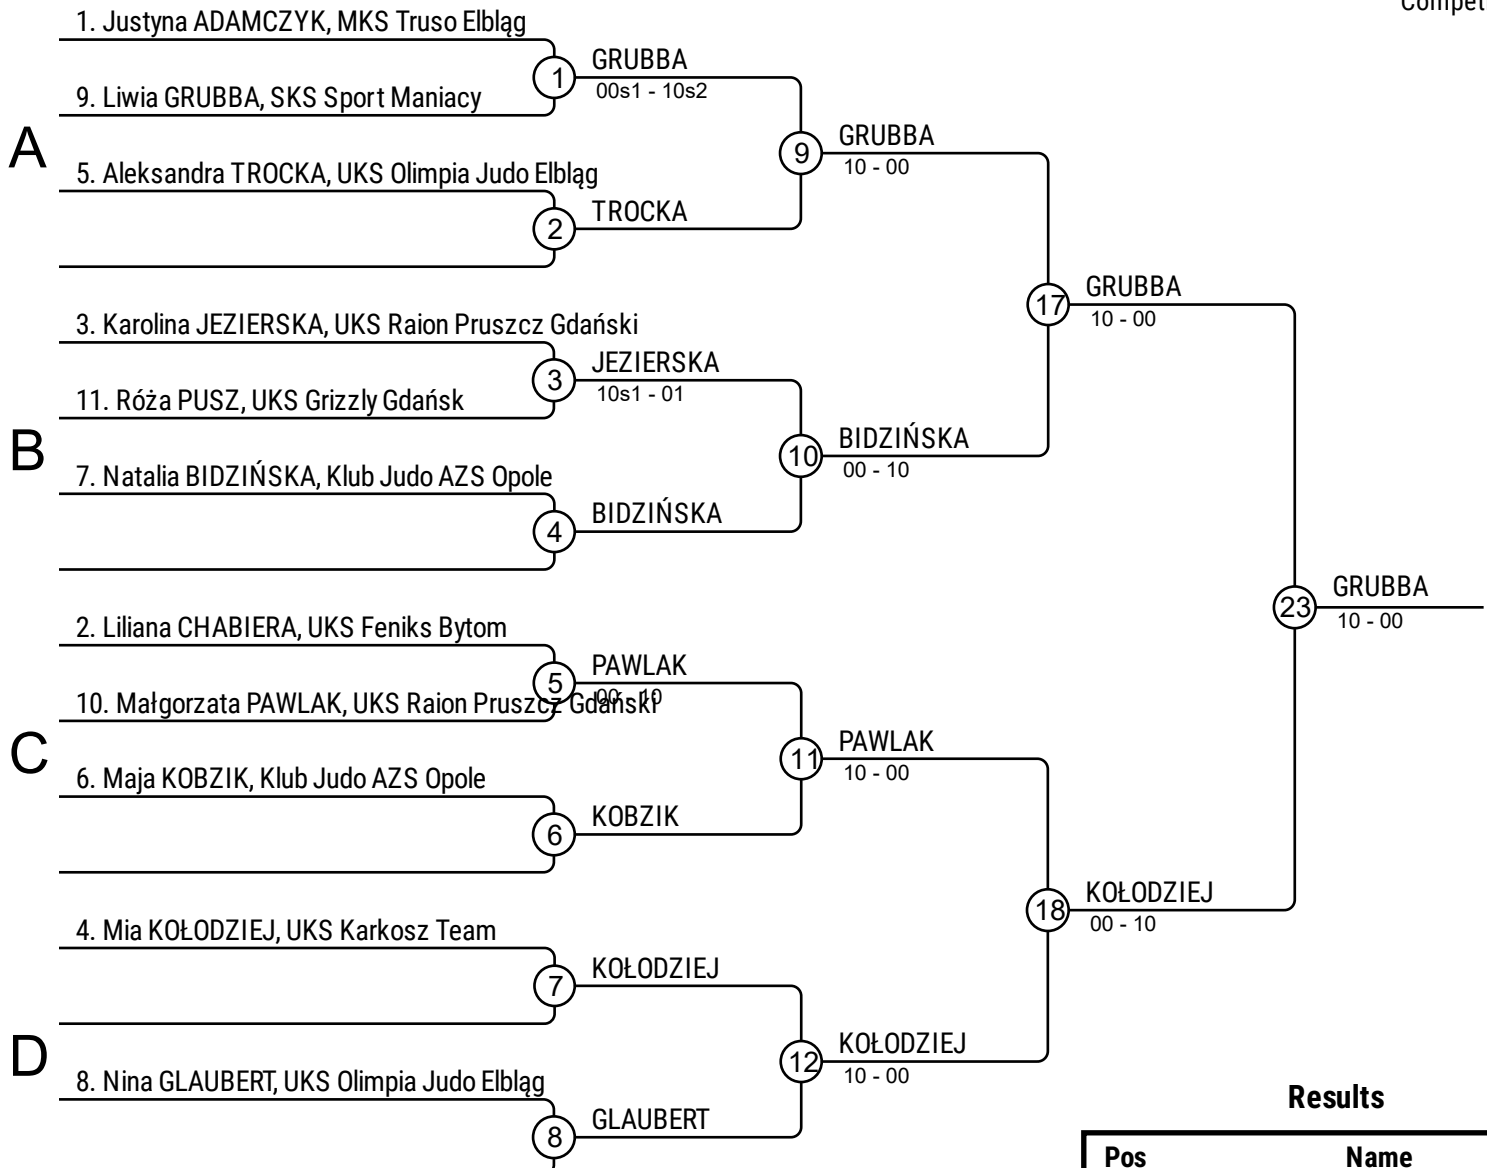 Compet
1. Justyna ADAMCZYK, MKS Truso Elbląg
1
GRUBBA
00s1 - 10s2
9. Liwia GRUBBA, SKS Sport Maniacy
A
9
GRUBBA
10 - 00
5. Aleksandra TROCKA, UKS Olimpia Judo Elbląg
2
TROCKA
17
GRUBBA
10 - 00
3. Karolina JEZIERSKA, UKS Raion Pruszcz Gdański
3
JEZIERSKA
10s1 - 01
11. Róża PUSZ, UKS Grizzly Gdańsk
B
10
BIDZIŃSKA
00 - 10
7. Natalia BIDZIŃSKA, Klub Judo AZS Opole
4
BIDZIŃSKA
23
GRUBBA
10 - 00
2. Liliana CHABIERA, UKS Feniks Bytom
5
PAWLAK
00 - 10
10. Małgorzata PAWLAK, UKS Raion Pruszcz Gdański
C
11
PAWLAK
10 - 00
6. Maja KOBZIK, Klub Judo AZS Opole
6
KOBZIK
18
KOŁODZIEJ
00 - 10
4. Mia KOŁODZIEJ, UKS Karkosz Team
7
KOŁODZIEJ
D
12
KOŁODZIEJ
10 - 00
8. Nina GLAUBERT, UKS Olimpia Judo Elbląg
8
GLAUBERT
Results
Pos Name